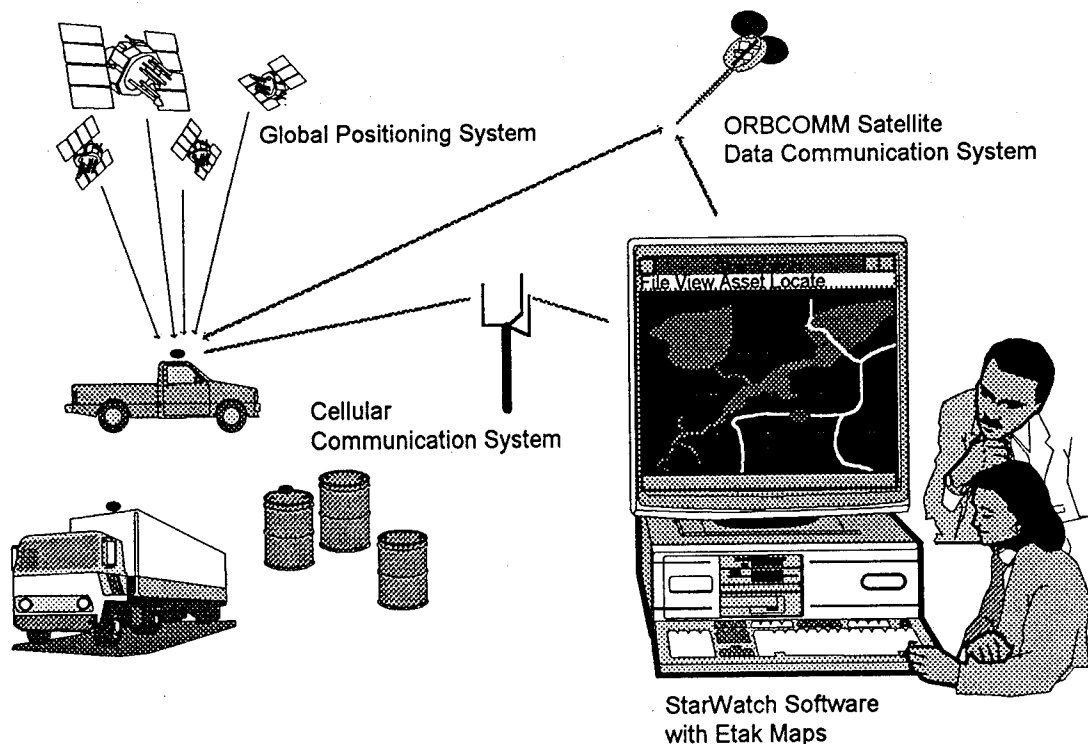 Global Positioning System
ORBCOMM Satellite
Data Communication System
File View Asset Locate
Cellular
Communication System
StarWatch Software
with Etak Maps